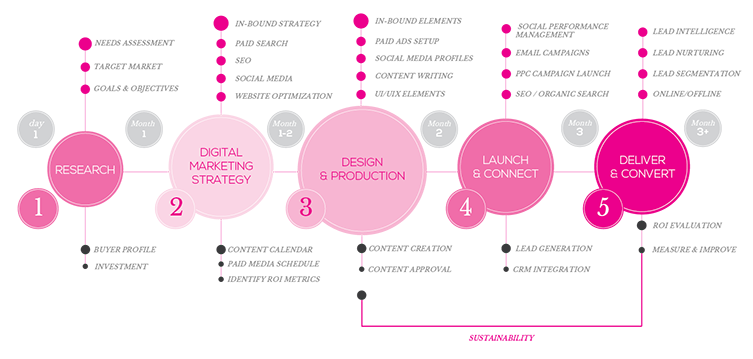 NEEDS ASSESSMENT
TARGET MARKET
GOALS & OBJECTIVES
day
1
RESEARCH
1
BUYER PROFILE
INVESTMENT
Month
1
IN-BOUND STRATEGY
PAID SEARCH
SEO
SOCIAL MEDIA
WEBSITE OPTIMIZATION
DIGITAL
MARKETING
STRATEGY
2
CONTENT CALENDAR
PAID MEDIA SCHEDULE
IDENTIFY ROI METRICS
Month
1-2
IN-BOUND ELEMENTS
PAID ADS SETUP
SOCIAL MEDIA PROFILES
CONTENT WRITING
UI/UIX ELEMENTS
DESIGN
& PRODUCTION
3
CONTENT CREATION
CONTENT APPROVAL
Month
2
SOCIAL PERFORMANCE
MANAGEMENT
EMAIL CAMPAIGNS
PPC CAMPAIGN LAUNCH
SEO / ORGANIC SEARCH
LAUNCH
& CONNECT
4
LEAD GENERATION
CRM INTEGRATION
Month
3
LEAD INTELLIGENCE
LEAD NURTURING
LEAD SEGMENTATION
ONLINE/OFFLINE
DELIVER
& CONVERT
5
Month
3+
ROI EVALUATION
MEASURE & IMPROVE
SUSTAINABILITY